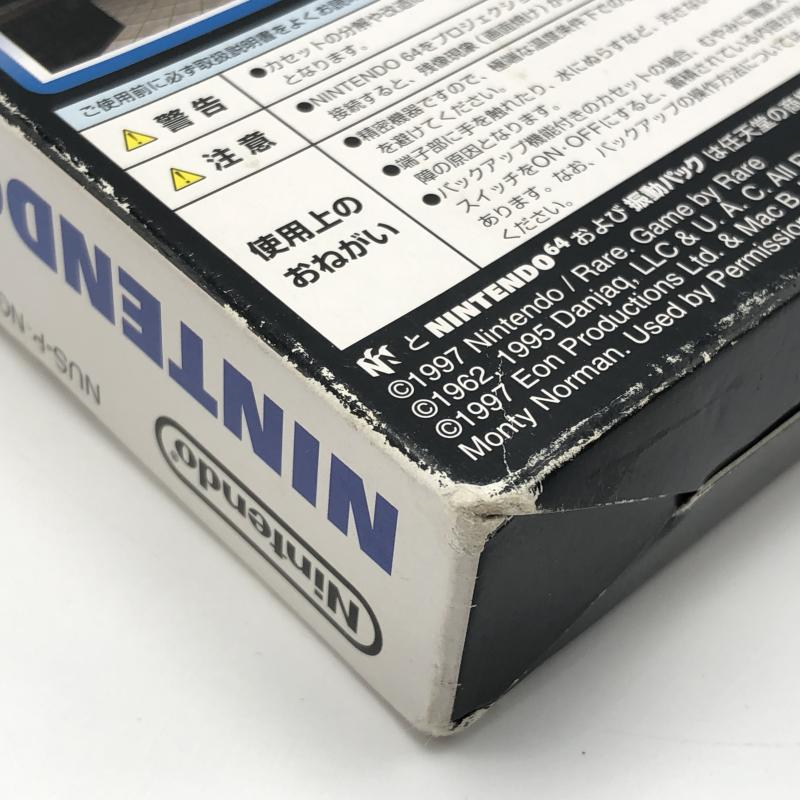 ご使用前に必ず取扱説明書をよくお読
警告
●カセットの分解や改造
となります。
注意
●NINTENDO 64をプロジェクション
接続すると、残像現象(画面焼け)が
使用上の
おねがい
●精密機器ですので、極端な温度条件下での
を避けてください。
●端子部に手を触れたり、水にぬらすなど、汚さな
障の原因となります。
●バックアップ機能付きのカセットの場合、むやみに電源ス
スイッチをON・OFFにすると、蓄積されている内容が
あります。なお、バックアップの操作方法については
ください。
と NINTENDO64 および 振動パック は任天堂の商
©1997 Nintendo / Rare. Game by Rare
©1962, 1995 Danjaq, LLC & U.A.C. All R
©1997 Eon Productions Ltd. & Mac B.
Monty Norman. Used by Permission
NINTENDO
Nintendo®
NUS-P-NG